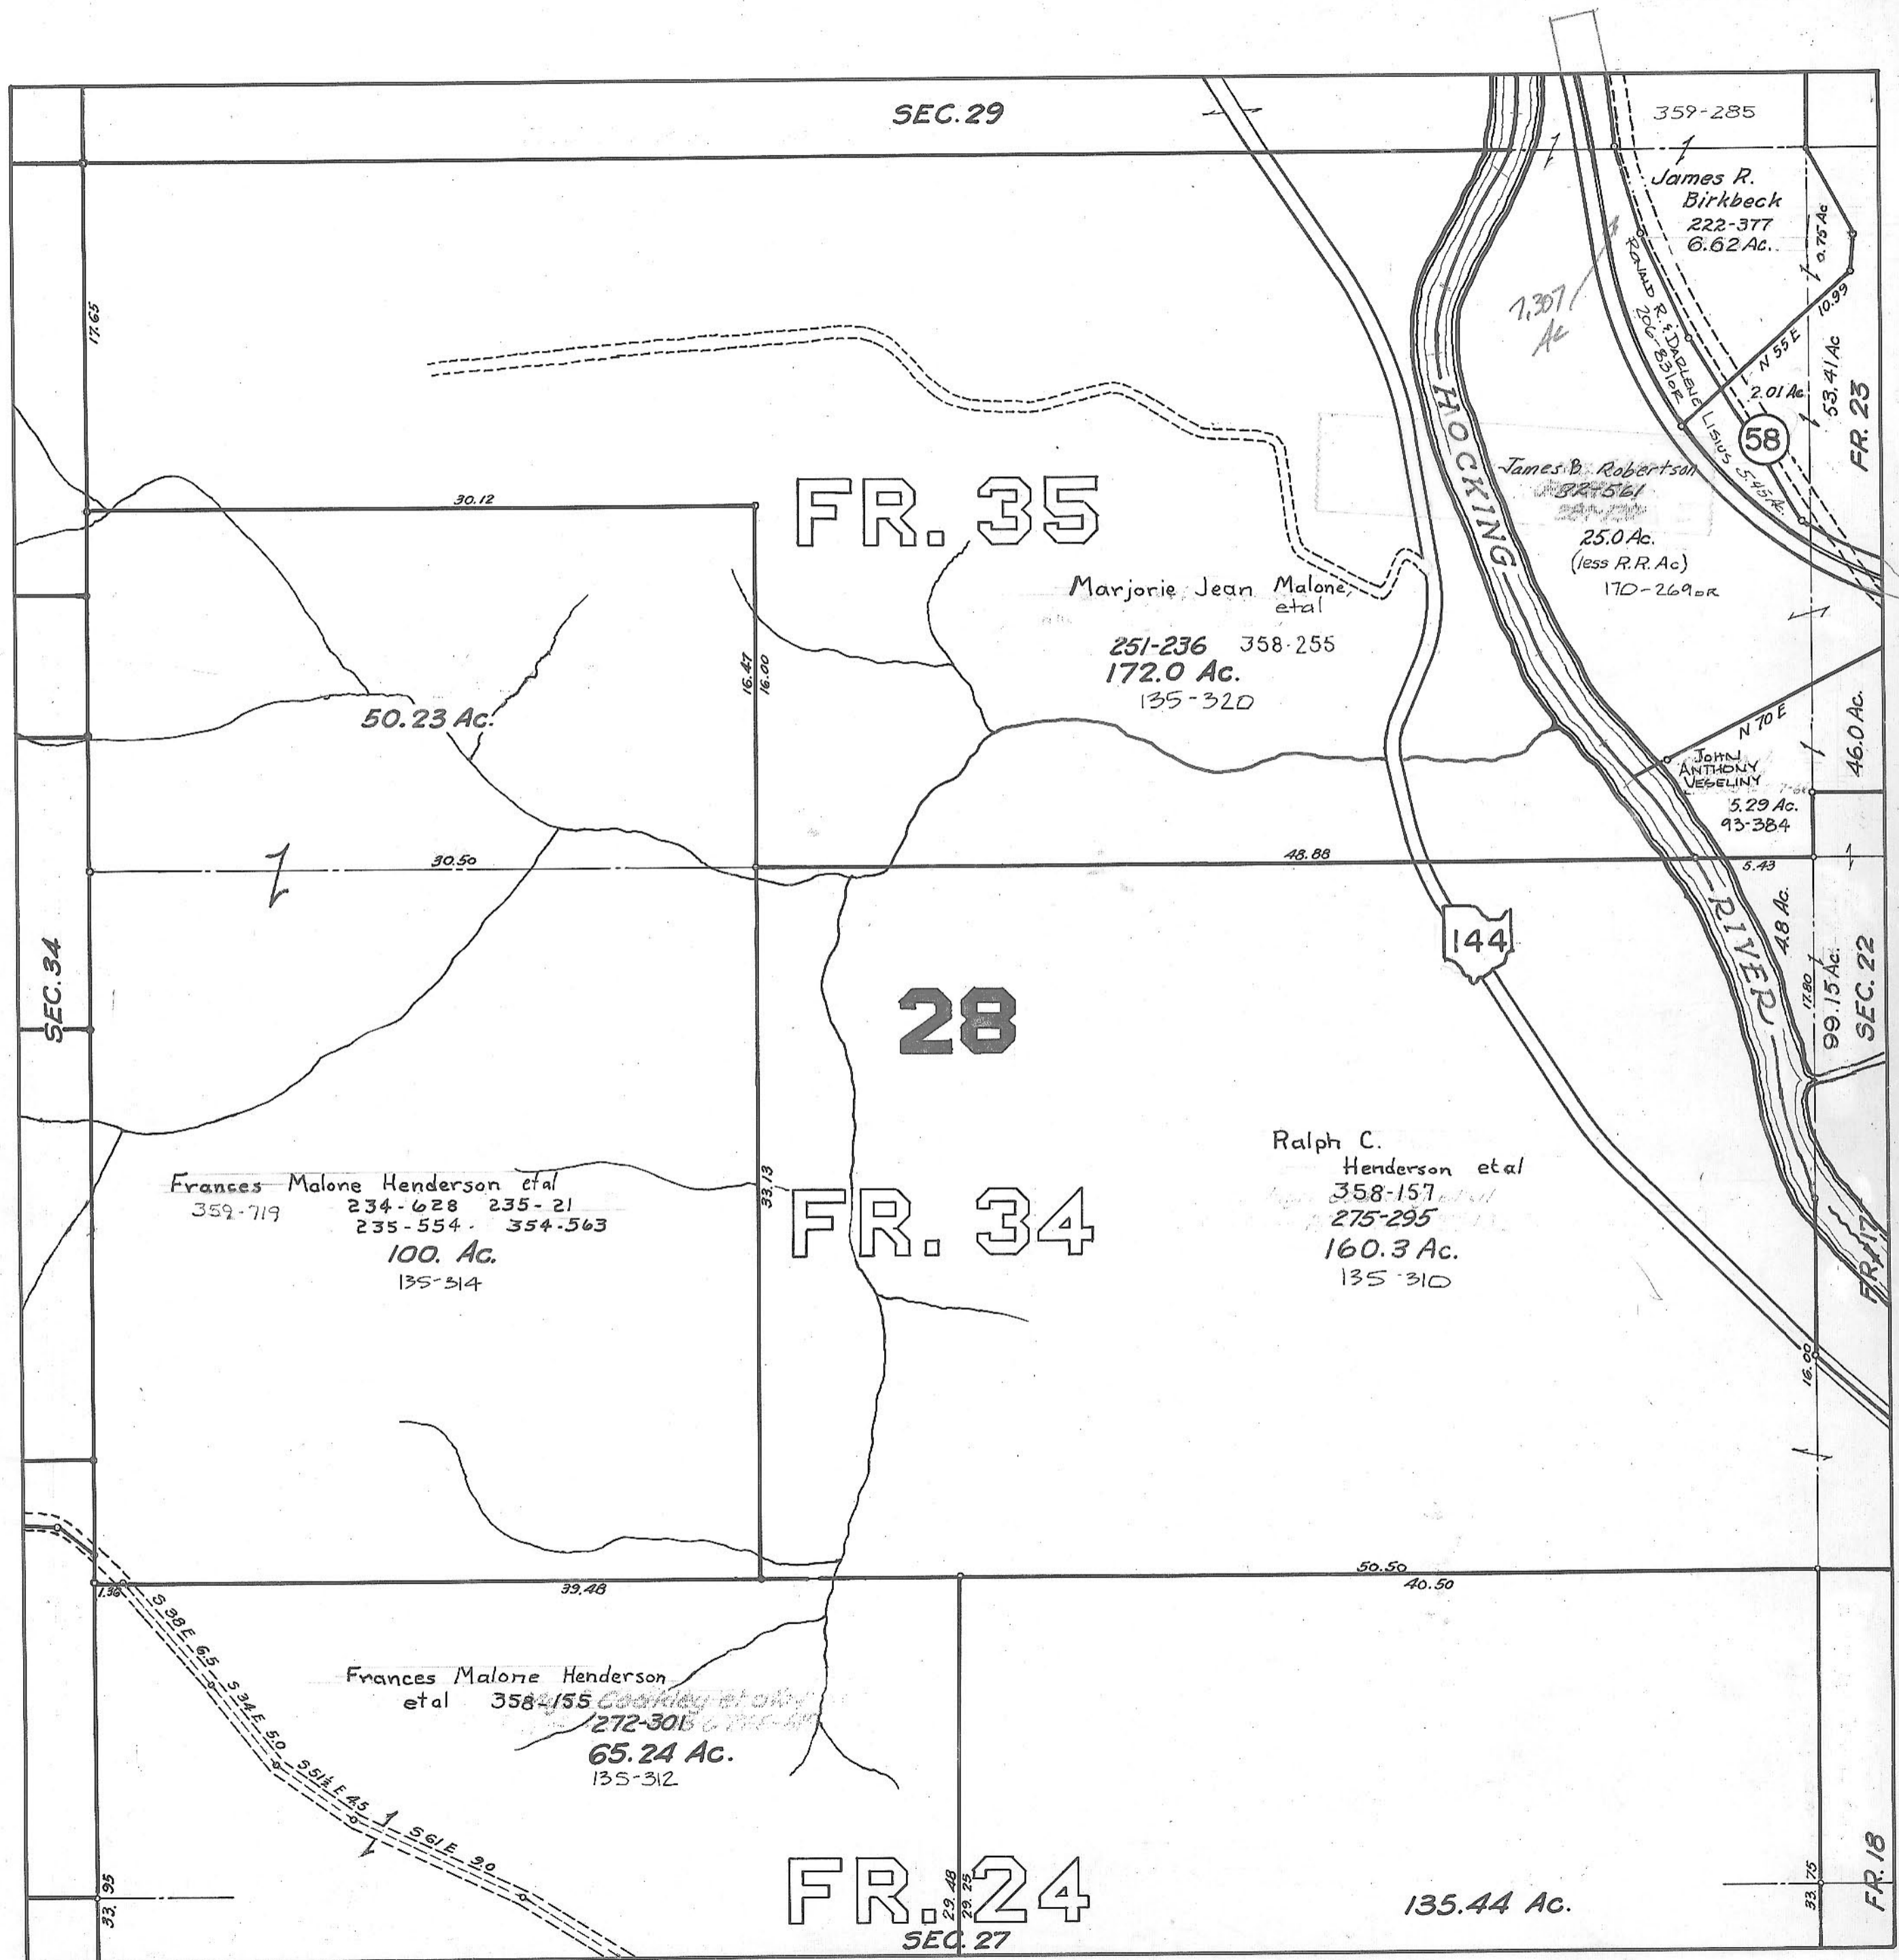 SEC. 29
359-285
James R.
Birkbeck
222-377
6.62 Ac.
0.75 Ac
10.99
N 55 E
2.01 Ac
53.41 Ac
FR. 23
58
RONALD R. & DARLENE LISIUS 5.45 Ac.
206-831OR
Ac
17.65
30.12
FR. 35
HOCKING RIVER
James B. Robertson
82-561
25.0 Ac.
(less R.R. Ac)
170-269OR
Marjorie Jean Malone,
etal
251-236 358-255
172.0 Ac.
135-320
16.47
16.00
50.23 Ac.
N 70 E
46.0 Ac.
JOHN
ANTHONY
VESELINY
5.29 Ac.
93-384
30.50
48.88
5.43
SEC. 34
28
144
4.8 Ac.
17.80
99.15 Ac.
SEC. 22
Frances Malone Henderson etal
359-719 234-628 235-21
235-554 354-563
100. Ac.
135-314
33.13
FR. 34
Ralph C.
Henderson etal
358-157
275-295
160.3 Ac.
135-310
FR. 17
16.00
1.36
39.48
50.50
40.50
S 38 E 6.5
S 34 E 5.0
S 51½ E 4.5
S 61 E 9.0
Frances Malone Henderson
etal 358-155
272-301
65.24 Ac.
135-312
33.95
FR. 24
29.48
29.25
135.44 Ac.
33.75
FR. 18
SEC. 27